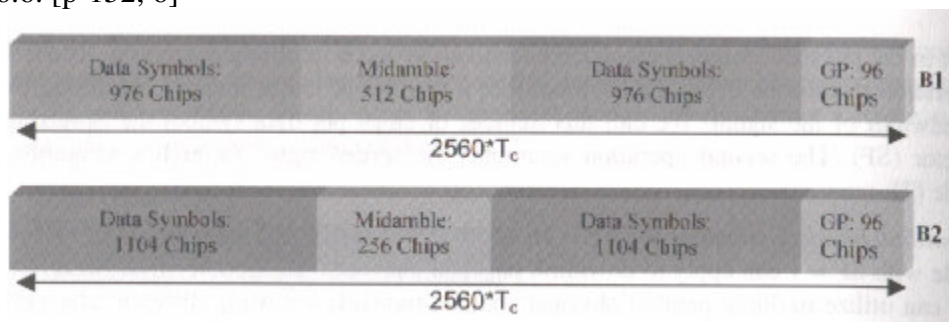 Data Symbols:
976 Chips
Midamble:
512 Chips
Data Symbols:
976 Chips
GP: 96
Chips
B1
2560*Tc
Data Symbols:
1104 Chips
Midamble:
256 Chips
Data Symbols:
1104 Chips
GP: 96
Chips
B2
2560*Tc